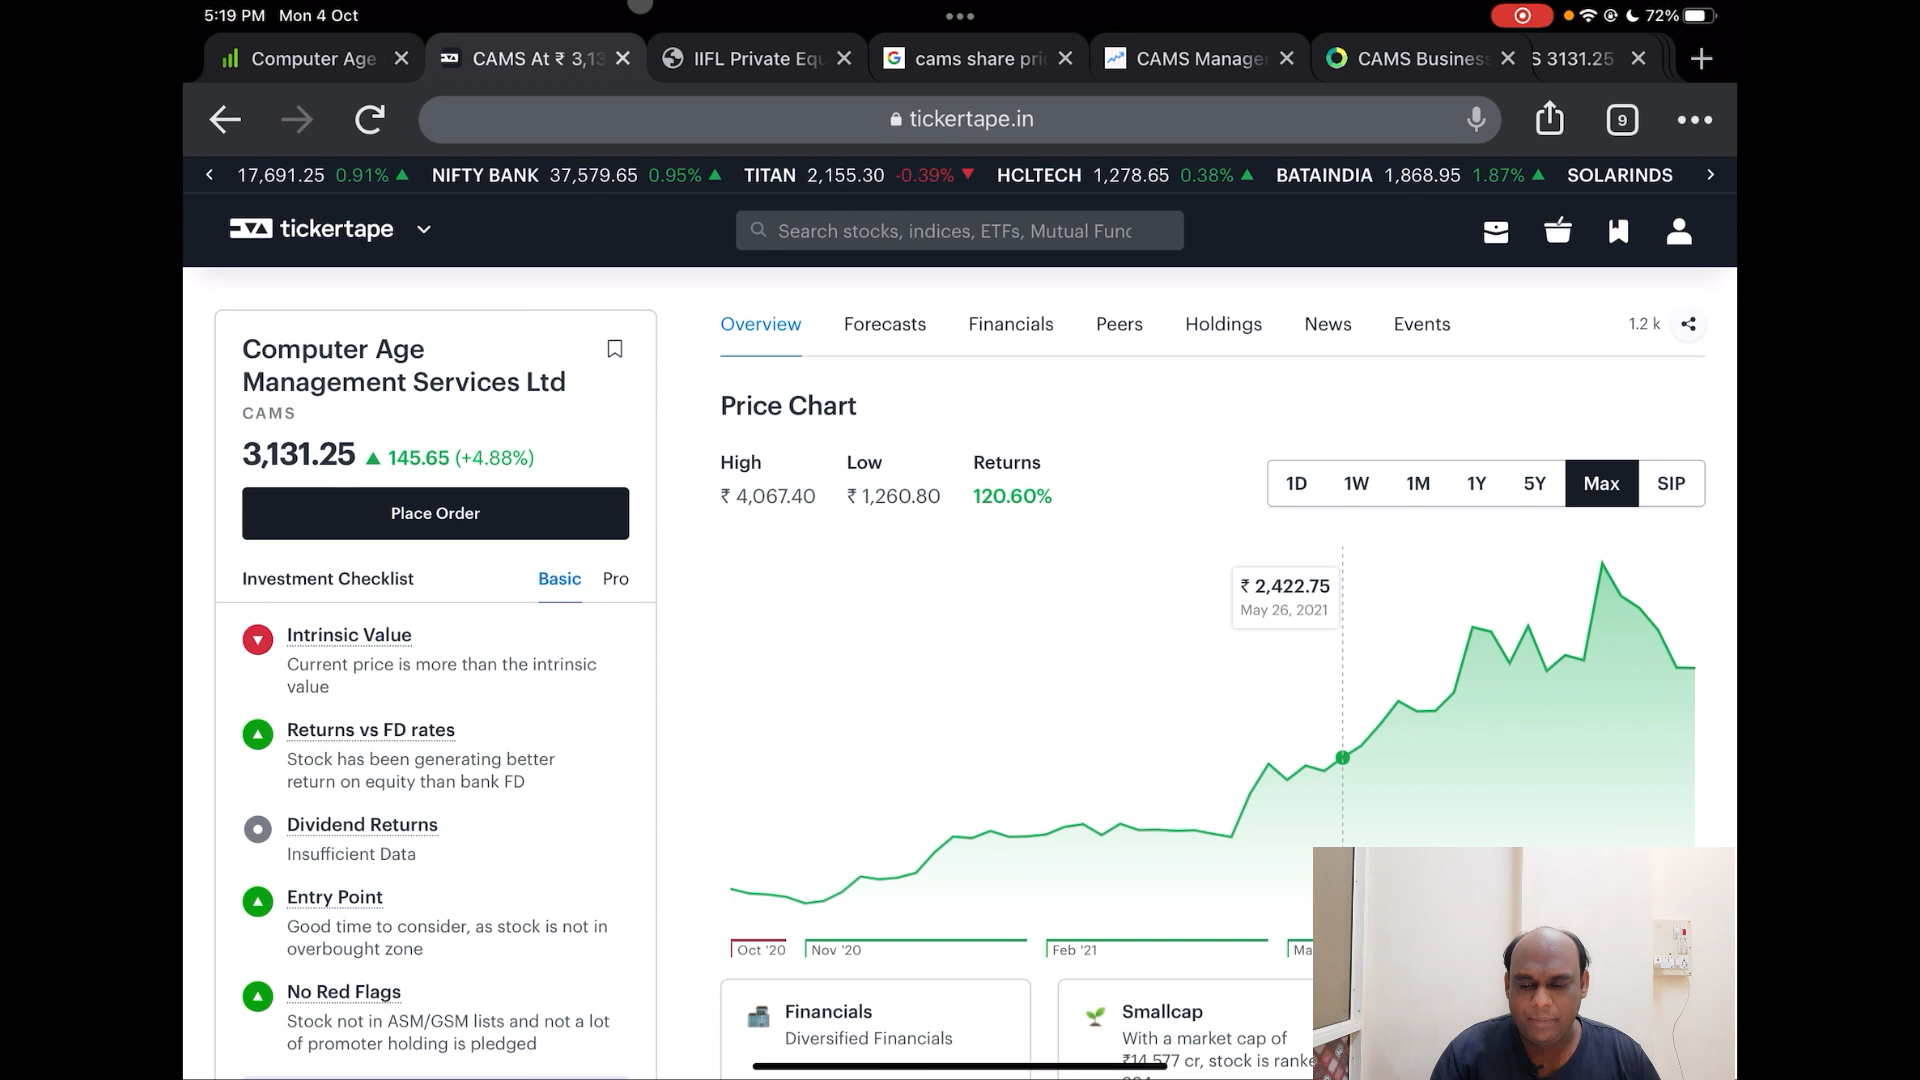 5:19 PM Mon 4 Oct
72%
Computer Age
CAMS At ₹ 3,13
IIFL Private Equ
cams share pri
CAMS Manage
CAMS Business
S 3131.25
tickertape.in
9
17,691.25 0.91% NIFTY BANK 37,579.65 0.95% TITAN 2,155.30 -0.39% HCLTECH 1,278.65 0.38% BATAINDIA 1,868.95 1.87% SOLARINDS
tickertape
Search stocks, indices, ETFs, Mutual Func
Computer Age
Management Services Ltd
CAMS
3,131.25 145.65 (+4.88%)
Place Order
Investment Checklist Basic Pro
Intrinsic Value
Current price is more than the intrinsic
value
Returns vs FD rates
Stock has been generating better
return on equity than bank FD
Dividend Returns
Insufficient Data
Entry Point
Good time to consider, as stock is not in
overbought zone
No Red Flags
Stock not in ASM/GSM lists and not a lot
of promoter holding is pledged
Overview Forecasts Financials Peers Holdings News Events 1.2 k
Price Chart
High Low Returns
₹ 4,067.40 ₹ 1,260.80 120.60%
1D 1W 1M 1Y 5Y Max SIP
₹ 2,422.75
May 26, 2021
Oct '20 Nov '20 Feb '21 Ma
Financials
Diversified Financials
Smallcap
With a market cap of
₹14,577 cr, stock is ranke